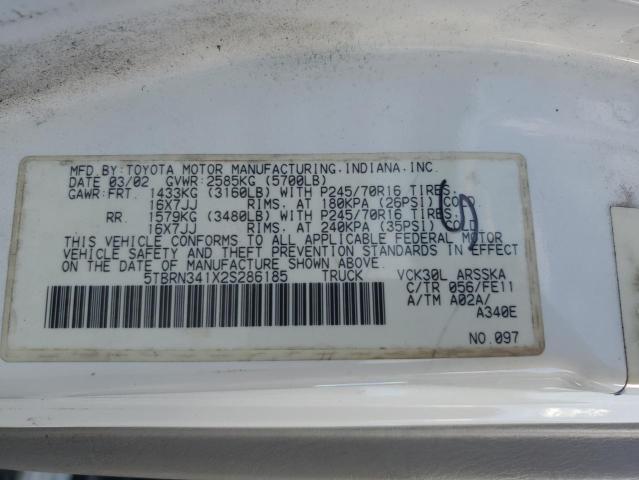 MFD.BY:TOYOTA MOTOR MANUFACTURING.INDIANA.INC.
DATE 03/02 GVWR:2585KG (5700LB)
GAWR:FRT. 1433KG (3160LB) WITH P245/70R16 TIRES.
16X7JJ RIMS. AT 180KPA (26PSI) COLD
RR. 1579KG (3480LB) WITH P245/70R16 TIRES.
16X7JJ RIMS. AT 240KPA (35PSI) COLD
THIS VEHICLE CONFORMS TO ALL APPLICABLE FEDERAL MOTOR
VEHICLE SAFETY AND THEFT PREVENTION STANDARDS IN EFFECT
ON THE DATE OF MANUFACTURE SHOWN ABOVE.
5TBRN341X2S286185 TRUCK VCK30L ARSSKA
C/TR 056/FE11
A/TM A02A/
A340E
NO.097